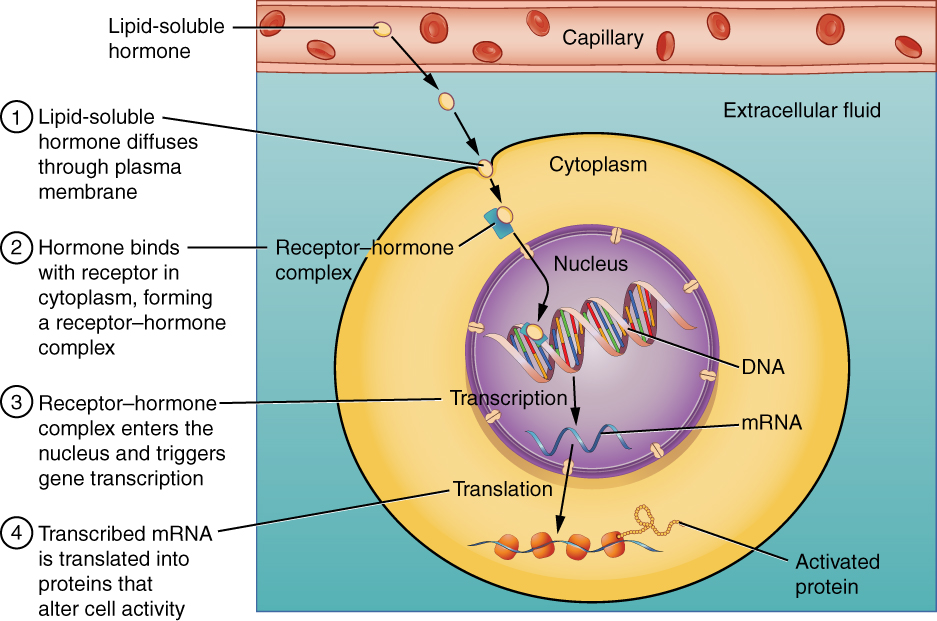 Lipid-soluble
hormone
Capillary
Extracellular fluid
1 Lipid-soluble
hormone diffuses
through plasma
membrane
Cytoplasm
2 Hormone binds
with receptor in
cytoplasm, forming
a receptor–hormone
complex
Receptor–hormone
complex
Nucleus
DNA
3 Receptor–hormone
complex enters the
nucleus and triggers
gene transcription
Transcription
mRNA
Translation
4 Transcribed mRNA
is translated into
proteins that
alter cell activity
Activated
protein